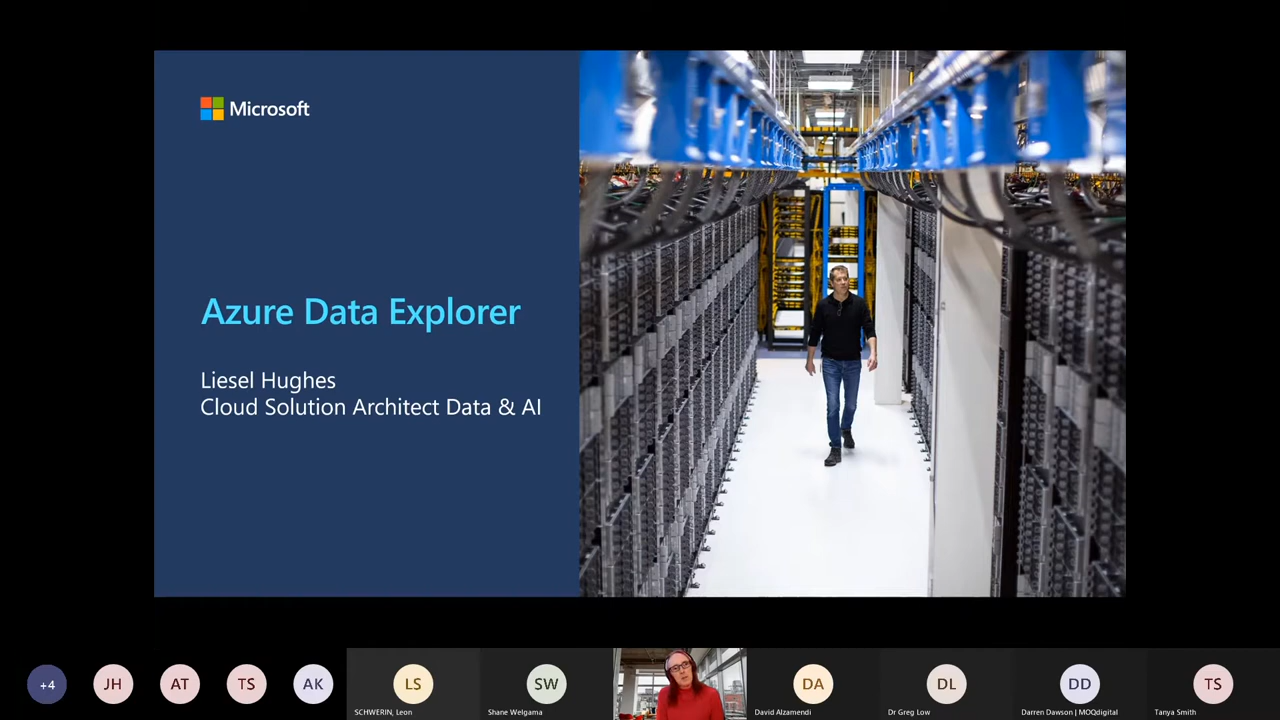 Microsoft
Azure Data Explorer
Liesel Hughes
Cloud Solution Architect Data & AI
+4
JH
AT
TS
AK
LS
SW
DA
DL
DD
TS
SCHWERIN, Leon
Shane Welgama
David Alzamendi
Dr Greg Low
Darren Dawson | MOQdigital
Tanya Smith